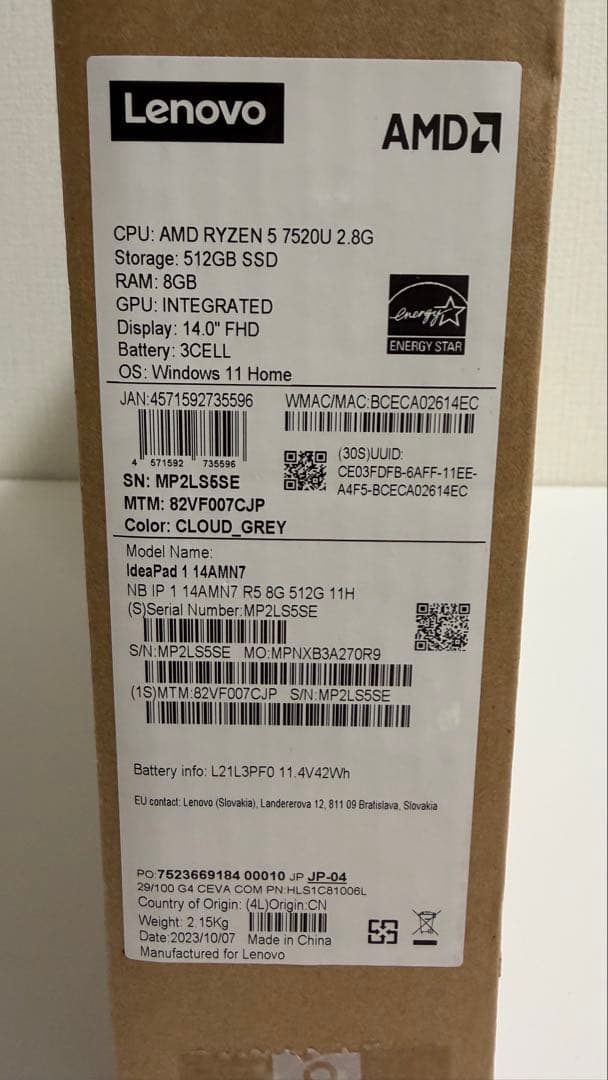 Lenovo
AMD
CPU: AMD RYZEN 5 7520U 2.8G
Storage: 512GB SSD
RAM: 8GB
GPU: INTEGRATED
Display: 14.0" FHD
Battery: 3CELL
OS: Windows 11 Home
energy
ENERGY STAR
JAN:4571592735596
WMAC/MAC:BCECA02614EC
4 571592 735596
(30S)UUID:
CE03FDFB-6AFF-11EE-
A4F5-BCECA02614EC
SN: MP2LS5SE
MTM: 82VF007CJP
Color: CLOUD_GREY
Model Name:
IdeaPad 1 14AMN7
NB IP 1 14AMN7 R5 8G 512G 11H
(S)Serial Number:MP2LS5SE
S/N:MP2LS5SE MO:MPNXB3A270R9
(1S)MTM:82VF007CJP S/N:MP2LS5SE
Battery info: L21L3PF0 11.4V42Wh
EU contact: Lenovo (Slovakia), Landererova 12, 811 09 Bratislava, Slovakia
PO:7523669184 00010 JP JP-04
29/100 G4 CEVA COM PN:HLS1C81006L
Country of Origin: (4L)Origin:CN
Weight: 2.15Kg
Date:2023/10/07 Made in China
Manufactured for Lenovo